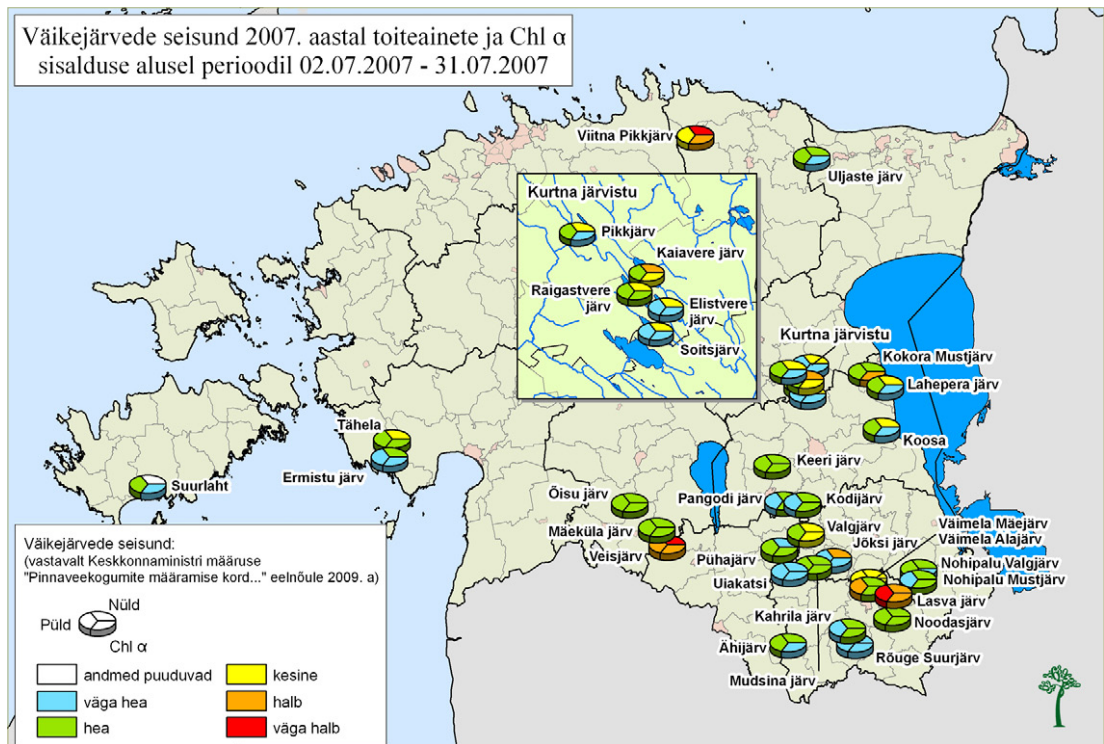 Väikejärvede seisund 2007. aastal toiteainete ja Chl α
sisalduse alusel perioodil 02.07.2007 - 31.07.2007
Viitna Pikkjärv
Uljaste järv
Kurtna järvistu
Pikkjärv
Kaiavere järv
Raigastvere
järv
Elistvere
järv
Soitsjärv
Kurtna järvistu
Kokora Mustjärv
Lahepera järv
Koosa
Tähela
Ermistu järv
Suurlaht
Keeri järv
Õisu järv
Pangodi järv
Kodijärv
Mäeküla järv
Veisjärv
Valgjärv
Jõksi järv
Väimela Mäejärv
Väimela Alajärv
Pühajärv
Uiakatsi
Nohipalu Valgjärv
Nohipalu Mustjärv
Lasva järv
Noodasjärv
Kahrila järv
Ähijärv
Rõuge Suurjärv
Mudsina järv
Väikejärvede seisund:
(vastavalt Keskkonnaministri määruse
"Pinnaveekogumite määramise kord..." eelnõule 2009. a)
Nüld
Püld
Chl α
andmed puuduvad
väga hea
hea
kesine
halb
väga halb